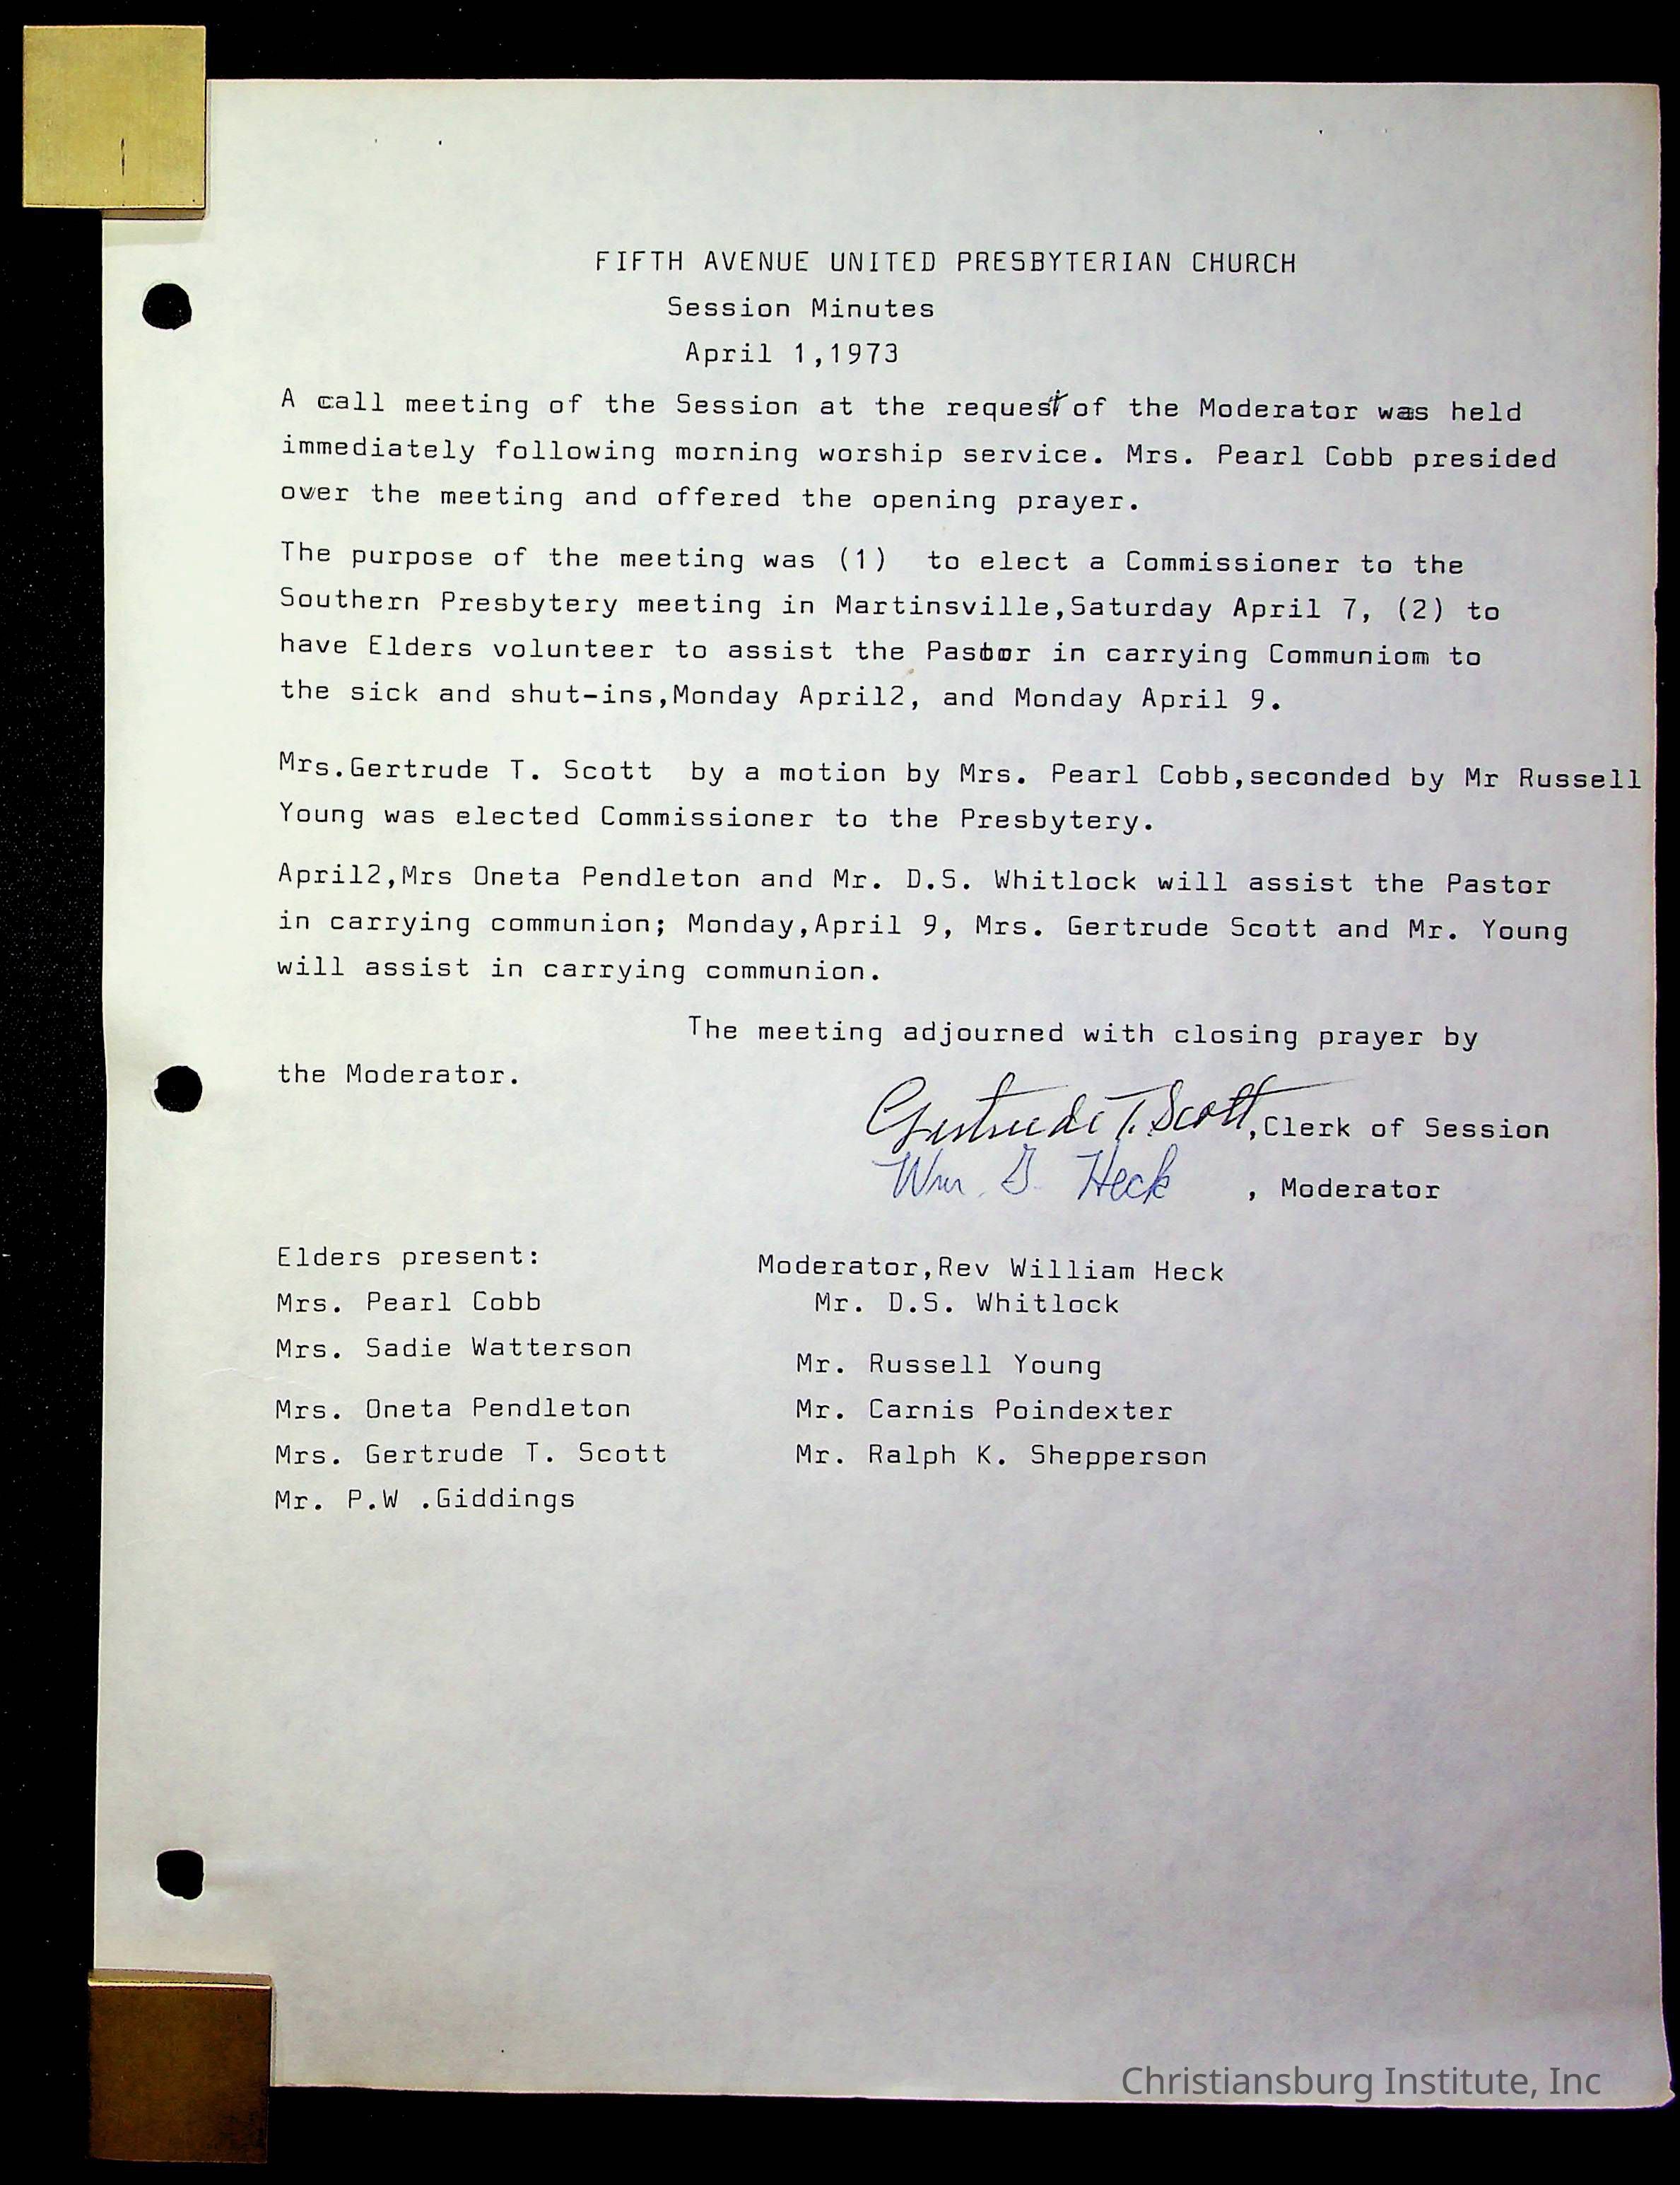 FIFTH AVENUE UNITED PRESBYTERIAN CHURCH
Session Minutes
April 1,1973
A call meeting of the Session at the request of the Moderator was held
immediately following morning worship service. Mrs. Pearl Cobb presided
over the meeting and offered the opening prayer.
The purpose of the meeting was (1)  to elect a Commissioner to the
Southern Presbytery meeting in Martinsville,Saturday April 7, (2) to
have Elders volunteer to assist the Pastor in carrying Communiom to
the sick and shut-ins,Monday April2, and Monday April 9.
Mrs.Gertrude T. Scott  by a motion by Mrs. Pearl Cobb,seconded by Mr Russell
Young was elected Commissioner to the Presbytery.
April2,Mrs Oneta Pendleton and Mr. D.S. Whitlock will assist the Pastor
in carrying communion; Monday,April 9, Mrs. Gertrude Scott and Mr. Young
will assist in carrying communion.
The meeting adjourned with closing prayer by
the Moderator.
Gertrude T. Scott,Clerk of Session
Wm. G. Heck , Moderator
Elders present: Moderator,Rev William Heck
Mrs. Pearl Cobb Mr. D.S. Whitlock
Mrs. Sadie Watterson Mr. Russell Young
Mrs. Oneta Pendleton Mr. Carnis Poindexter
Mrs. Gertrude T. Scott Mr. Ralph K. Shepperson
Mr. P.W .Giddings
Christiansburg Institute, Inc